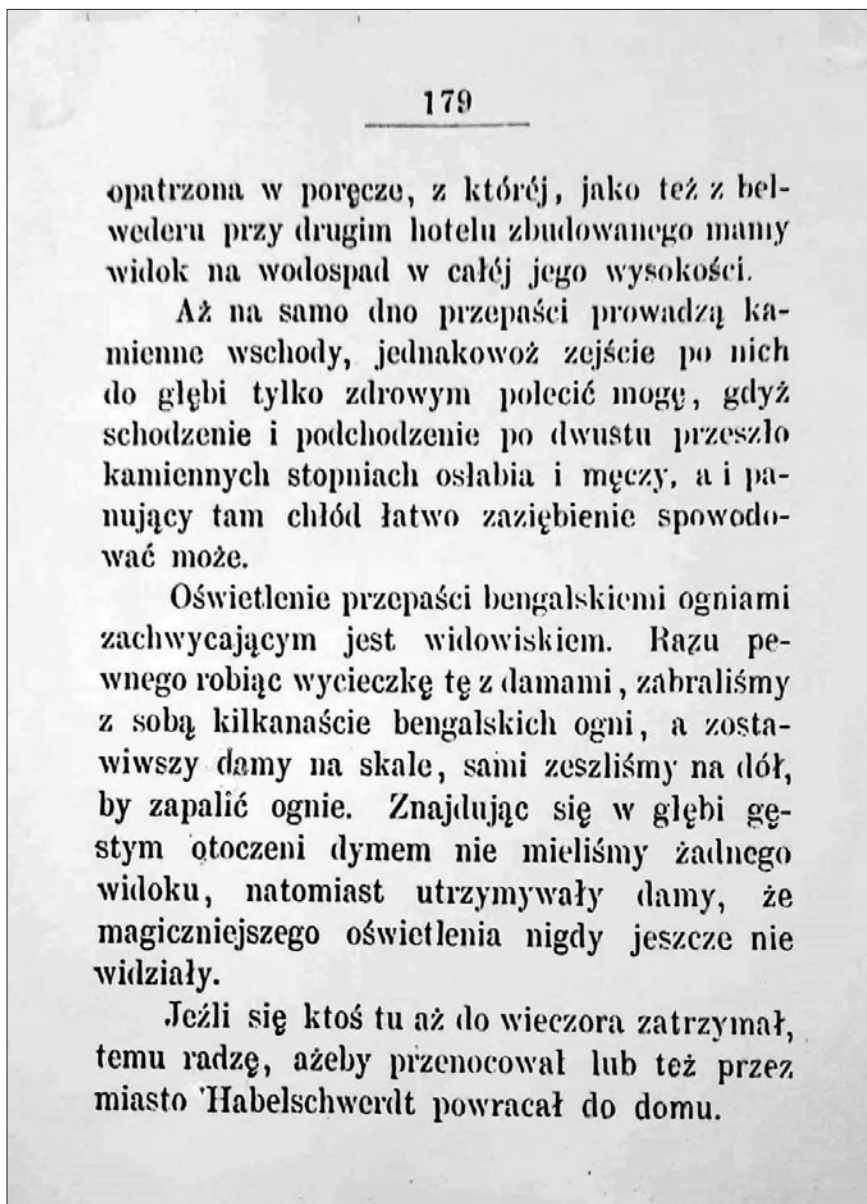 179
opatrzona w poręcze, z któréj, jako też z bel-
wederu przy drugim hotelu zbudowanego mamy
widok na wodospad w całéj jego wysokości.
Aż na samo dno przepaści prowadzą ka-
mienne wschody, jednakowoż zejście po nich
do głębi tylko zdrowym polecić mogę, gdyż
schodzenie i podchodzenie po dwustu przeszło
kamiennych stopniach osłabia i męczy, a i pa-
nujący tam chłód łatwo zaziębienie spowodo-
wać może.
Oświetlenie przepaści bengalskiemi ogniami
zachwycającym jest widowiskiem. Razu pe-
wnego robiąc wycieczkę tę z damami, zabraliśmy
z sobą kilkanaście bengalskich ogni, a zosta-
wiwszy damy na skale, sami zeszliśmy na dół,
by zapalić ognie. Znajdując się w głębi gę-
stym otoczeni dymem nie mieliśmy żadnego
widoku, natomiast utrzymywały damy, że
magiczniejszego oświetlenia nigdy jeszcze nie
widziały.
Jeźli się ktoś tu aż do wieczora zatrzymał,
temu radzę, ażeby przenocował lub też przez
miasto Habelschwerdt powracał do domu.